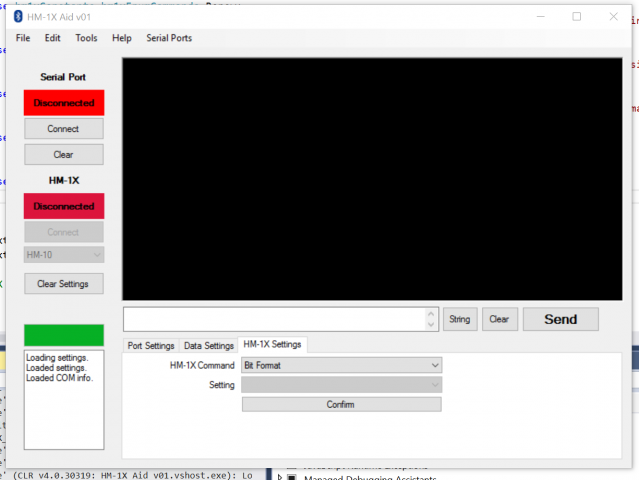 HM-1X Aid v01
File Edit Tools Help Serial Ports
Serial Port
Disconnected
Connect
Clear
HM-1X
Disconnected
Connect
HM-10
Clear Settings
String Clear Send
Port Settings Data Settings HM-1X Settings
HM-1X Command Bit Format
Setting
Confirm
Loading settings.
Loaded settings.
Loaded COM info.
(CLR v4.0.30319: HM-1X Aid v01.vshost.exe): Lo
Managed Debugging Assistants